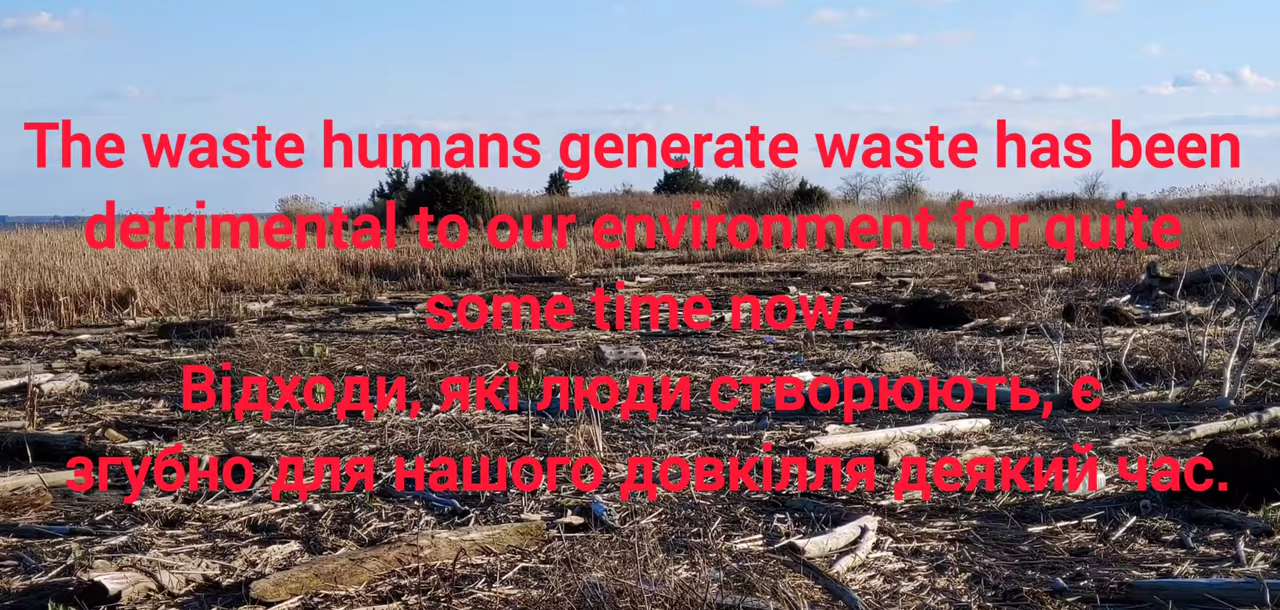 The waste humans generate waste has been
detrimental to our environment for quite
some time now.
Відходи, які люди створюють, є
згубно для нашого довкілля деякий час.